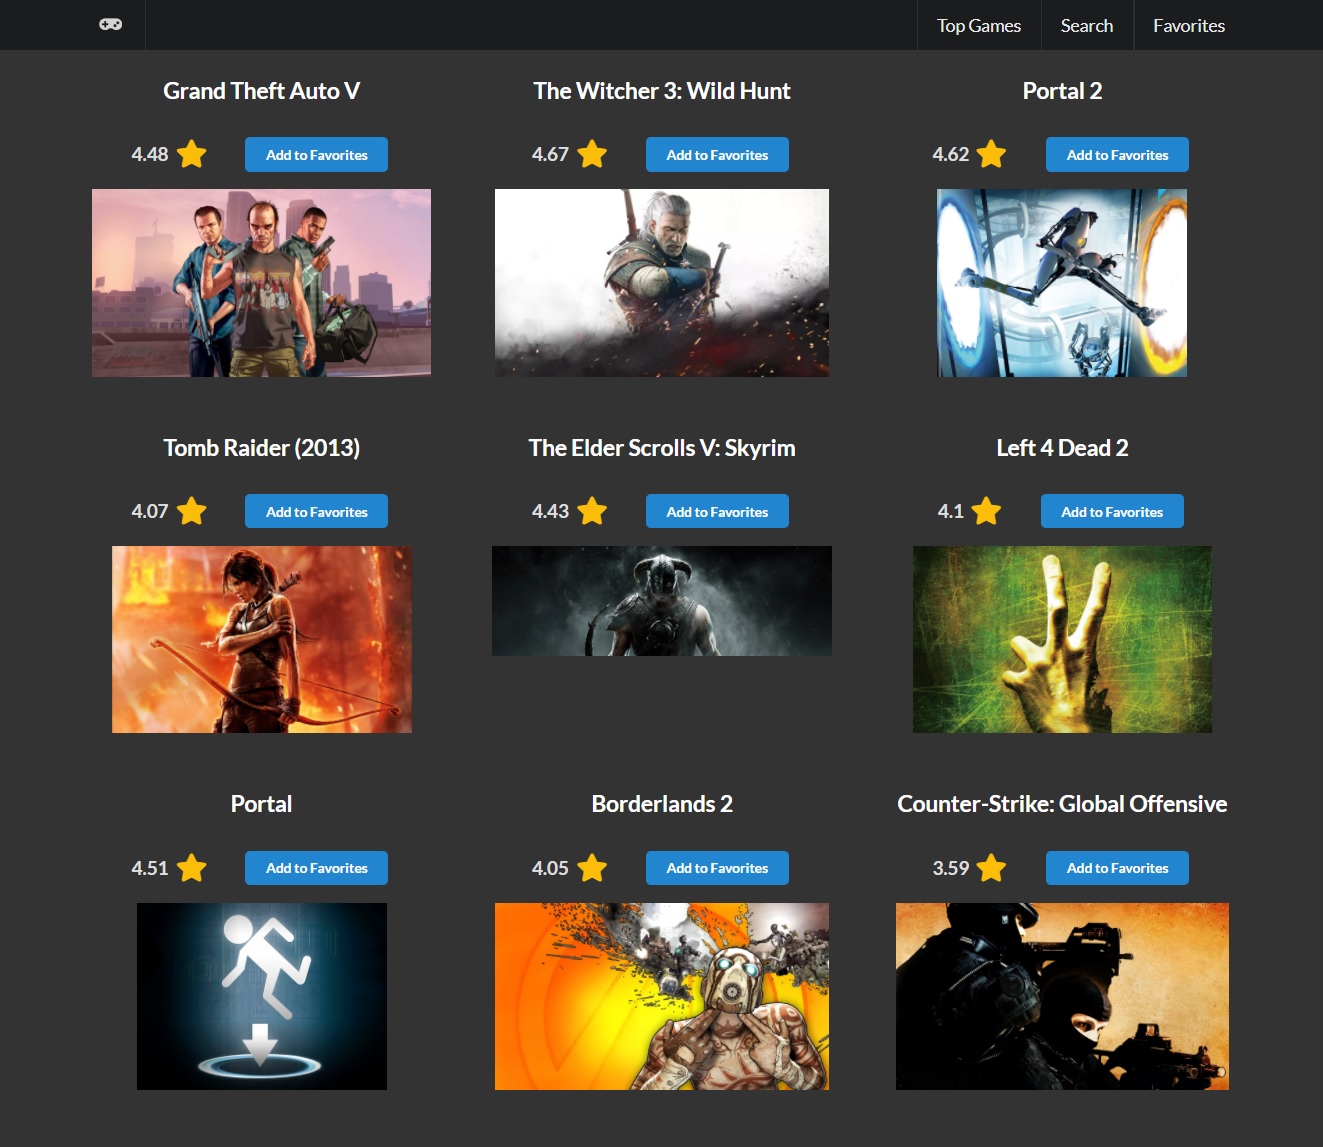 Top Games
Search
Favorites
Grand Theft Auto V
The Witcher 3: Wild Hunt
Portal 2
4.48
Add to Favorites
4.67
Add to Favorites
4.62
Add to Favorites
Tomb Raider (2013)
The Elder Scrolls V: Skyrim
Left 4 Dead 2
4.07
Add to Favorites
4.43
Add to Favorites
4.1
Add to Favorites
Portal
Borderlands 2
Counter-Strike: Global Offensive
4.51
Add to Favorites
4.05
Add to Favorites
3.59
Add to Favorites